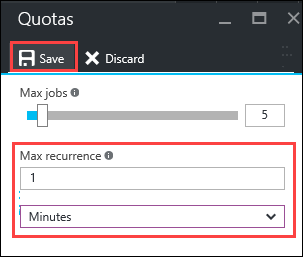 Quotas
Save Discard
Max jobs
5
Max recurrence
1
Minutes